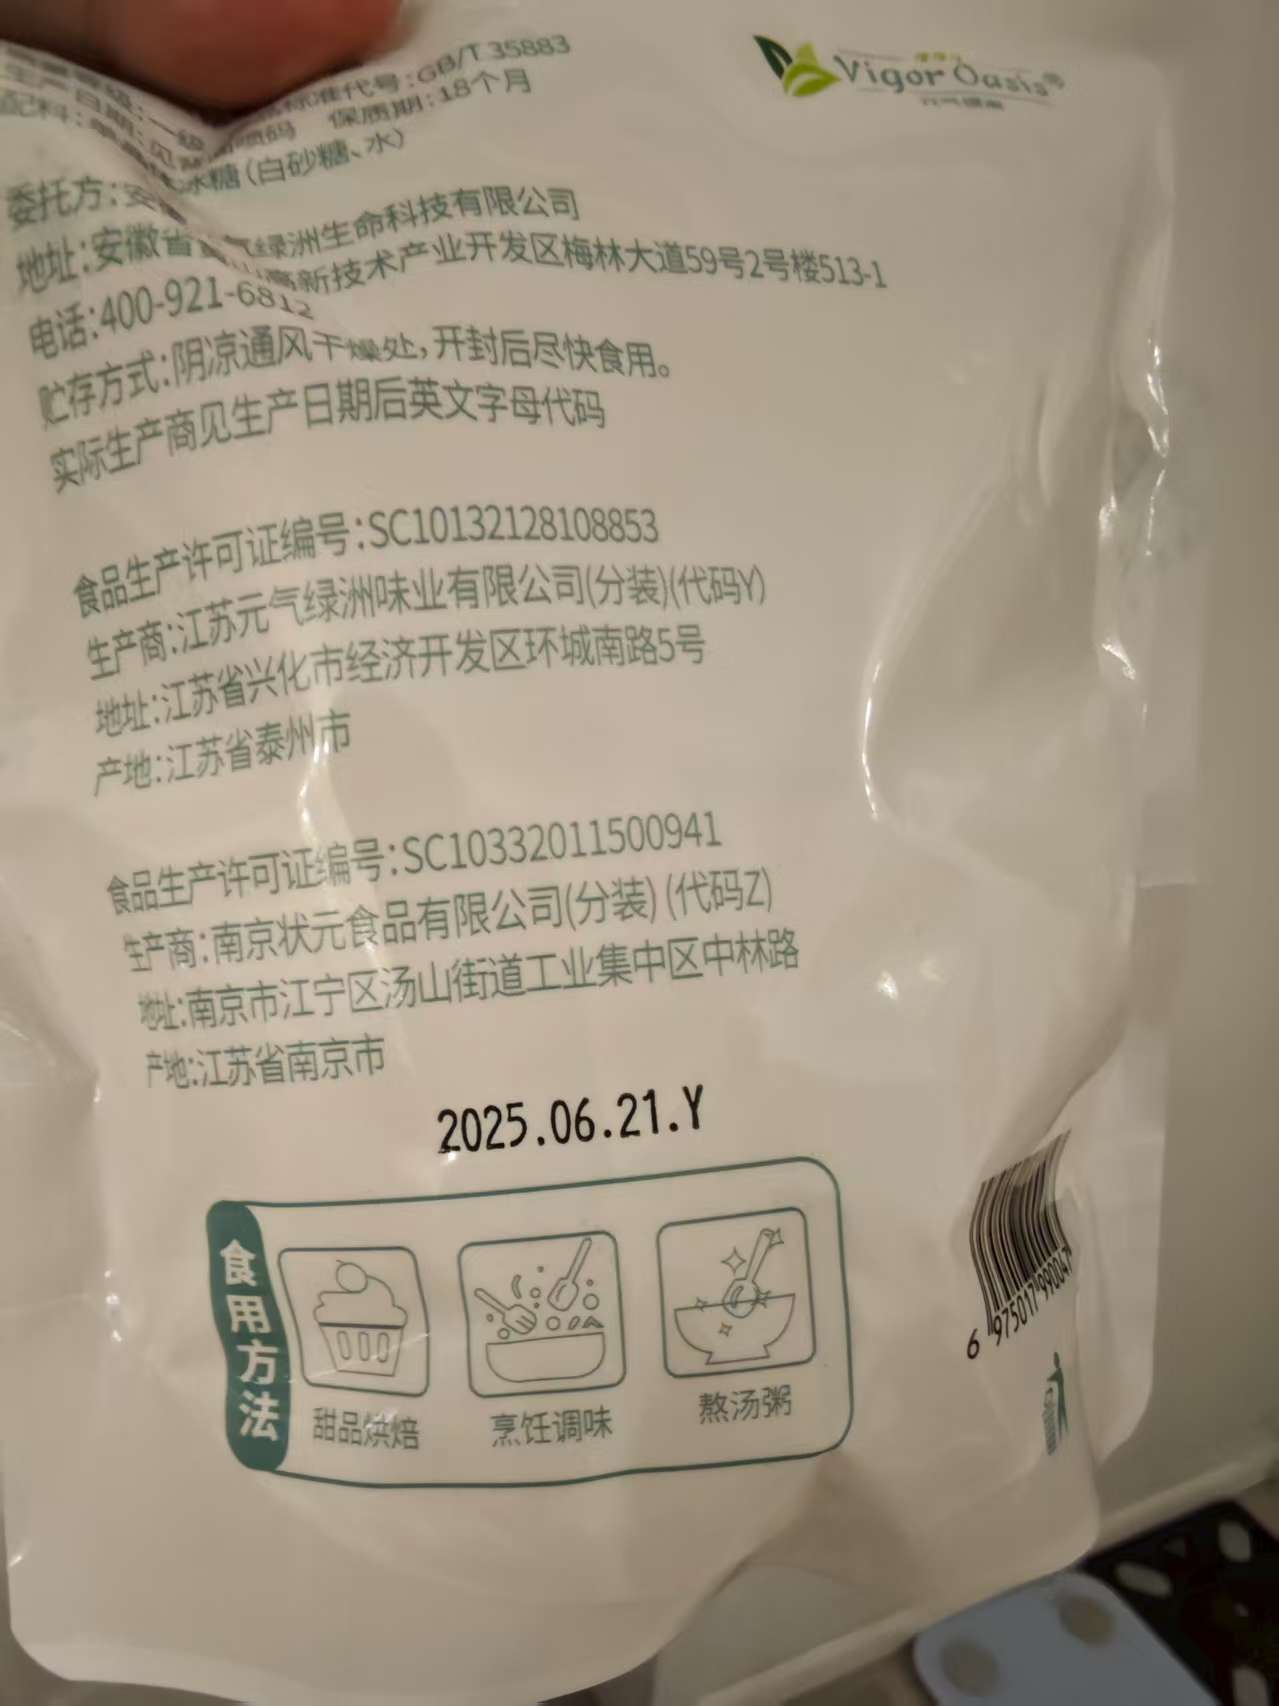 Vigor Oasis®
标准代号:GB/T 35883
保质期:18个月
冰糖(白砂糖、水)
委托方:安 绿洲生命科技有限公司
地址:安徽省 高新技术产业开发区梅林大道59号2号楼513-1
电话:400-921-6812
贮存方式:阴凉通风干燥处,开封后尽快食用。
实际生产商见生产日期后英文字母代码
食品生产许可证编号:SC10132128108853
生产商:江苏元气绿洲味业有限公司(分装)(代码Y)
地址:江苏省兴化市经济开发区环城南路5号
产地:江苏省泰州市
食品生产许可证编号:SC10332011500941
生产商:南京状元食品有限公司(分装) (代码Z)
地址:南京市江宁区汤山街道工业集中区中林路
产地:江苏省南京市
2025.06.21.Y
食用方法
甜品烘焙
烹饪调味
熬汤粥
6 975017 990047